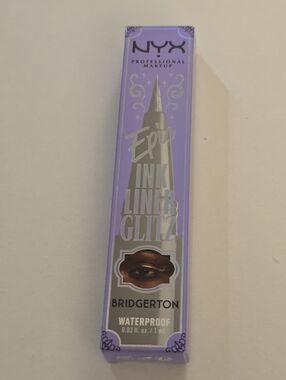 NYX
PROFESSIONAL
MAKEUP
Epic
INK
LINER
GLITZ
BRIDGERTON
WATERPROOF
0.03 fl. oz. / 1 mL